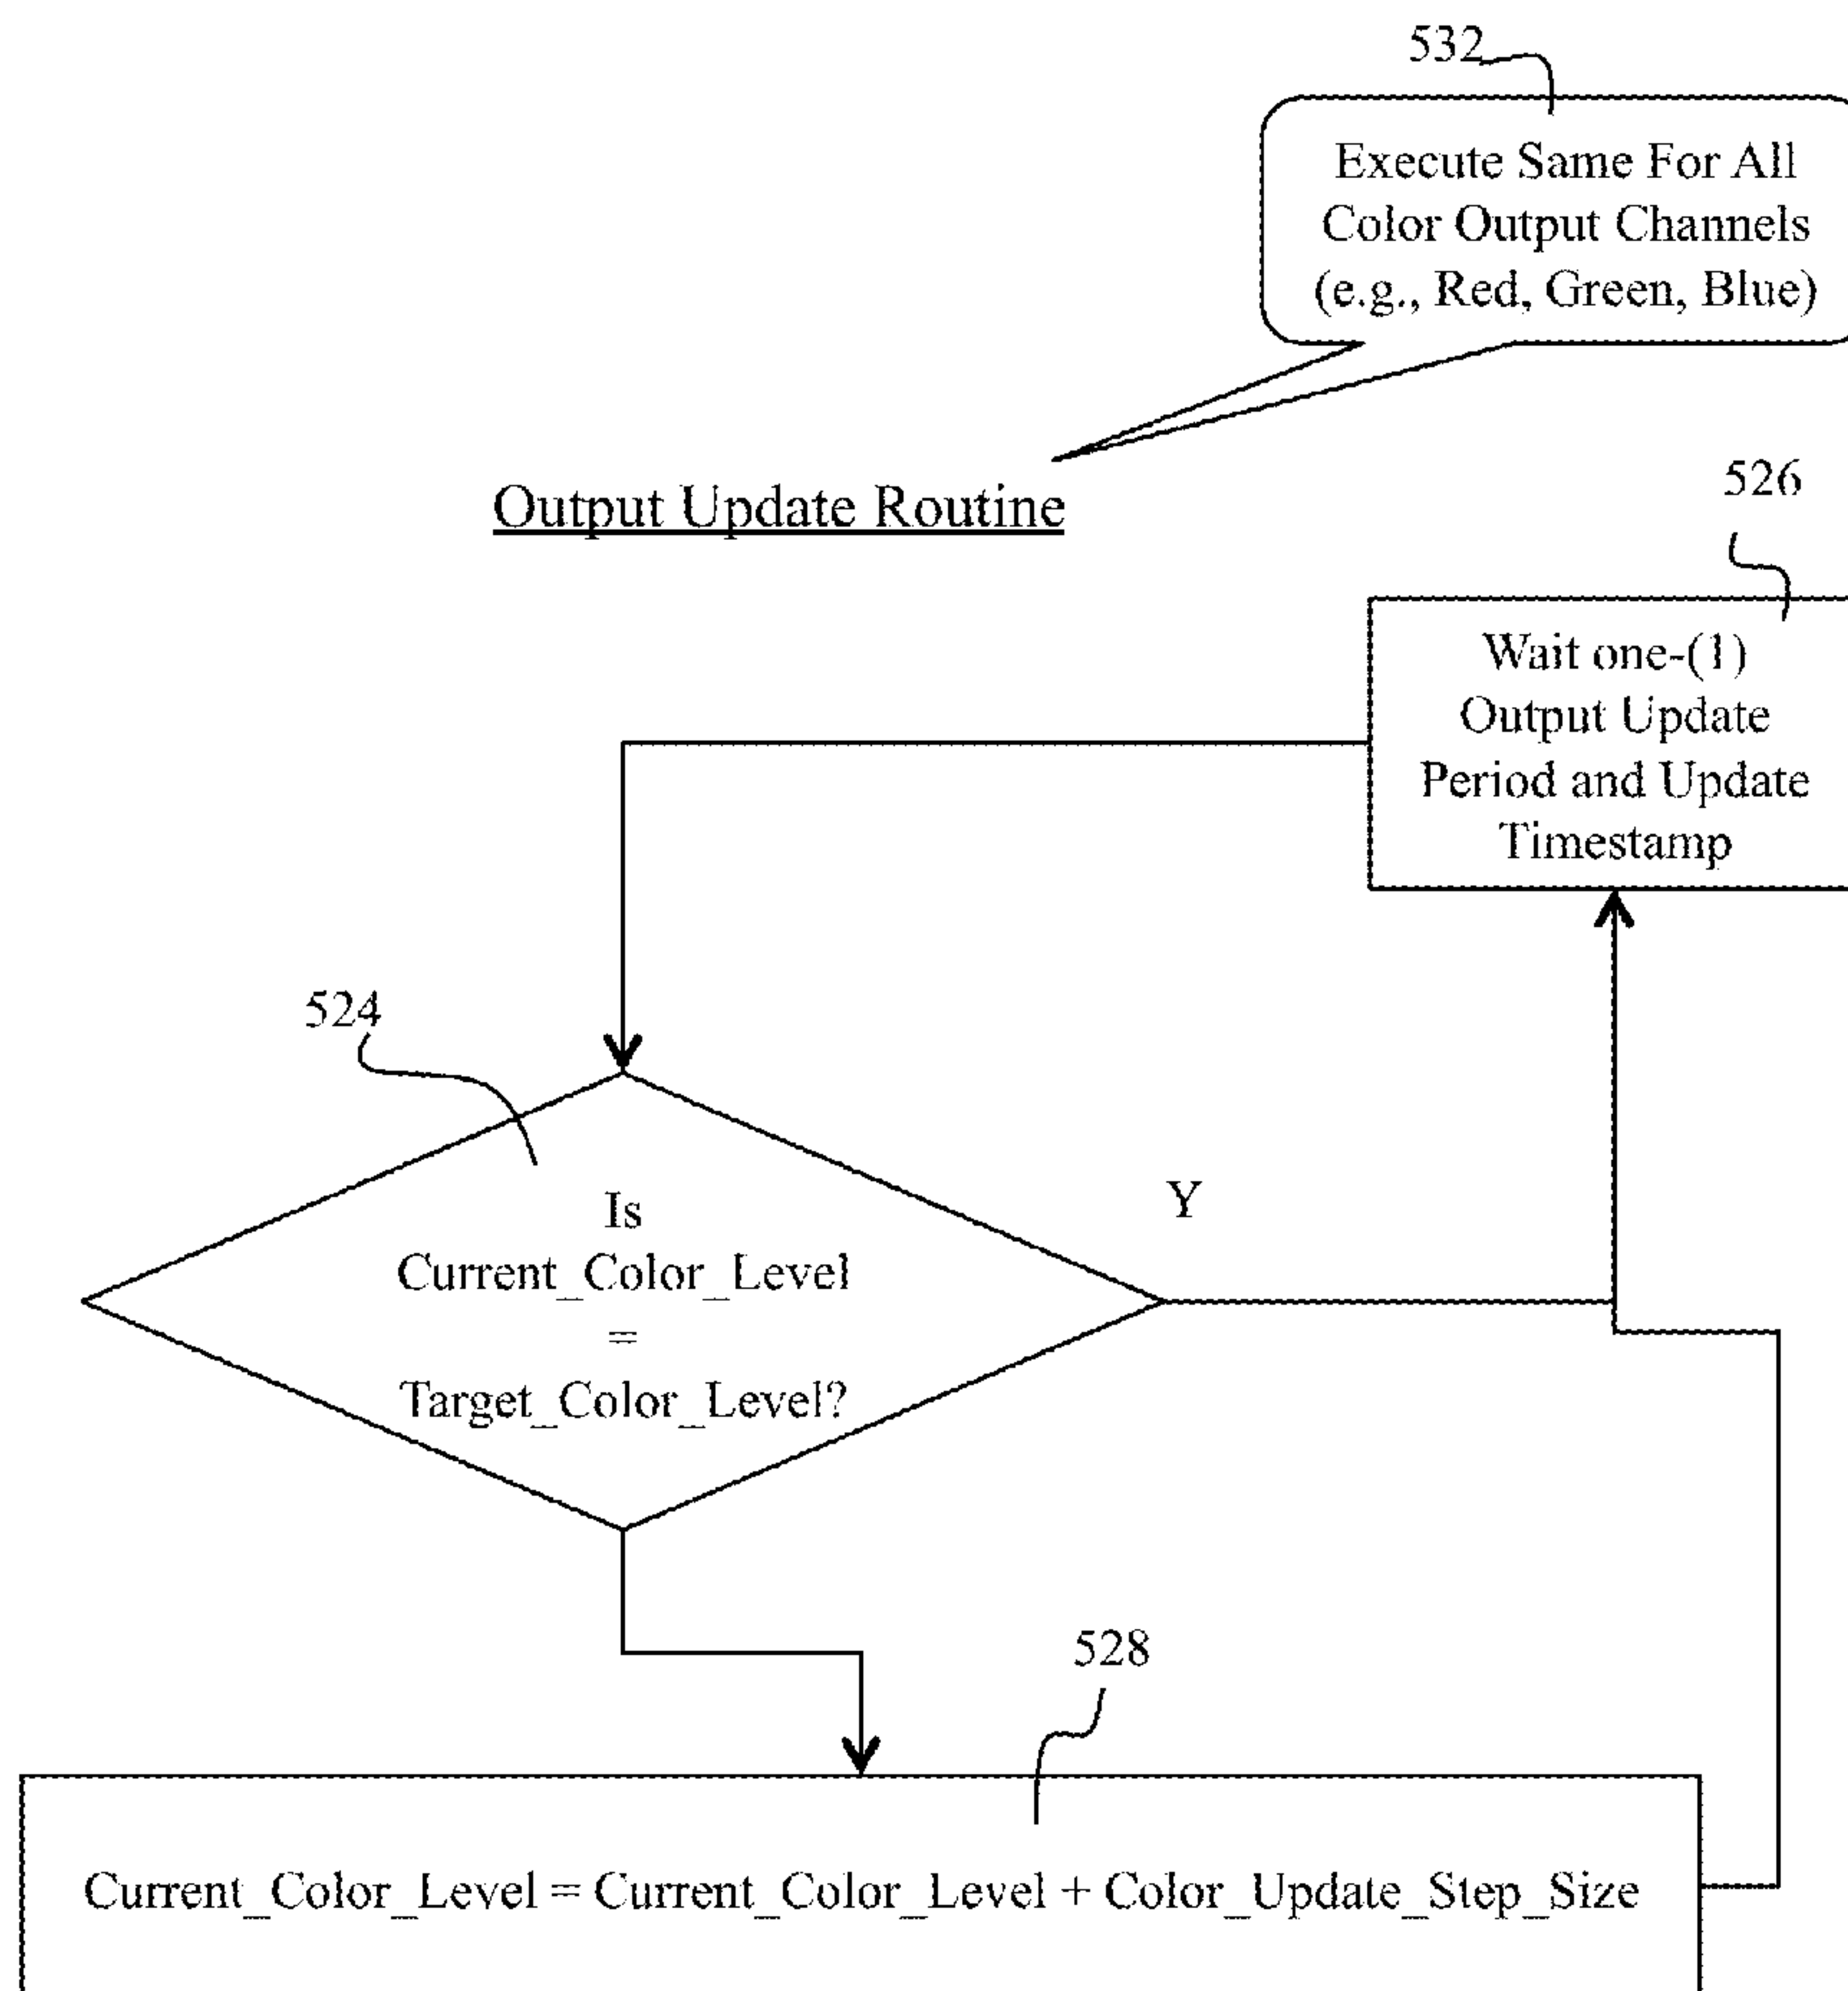 532
Execute Same For All
Color Output Channels
(e.g., Red, Green, Blue)
Output Update Routine
526
Wait one-(1)
Output Update
Period and Update
Timestamp
524
Is
Current_Color_Level
=
Target_Color_Level?
Y
528
Current_Color_Level = Current_Color_Level + Color_Update_Step_Size